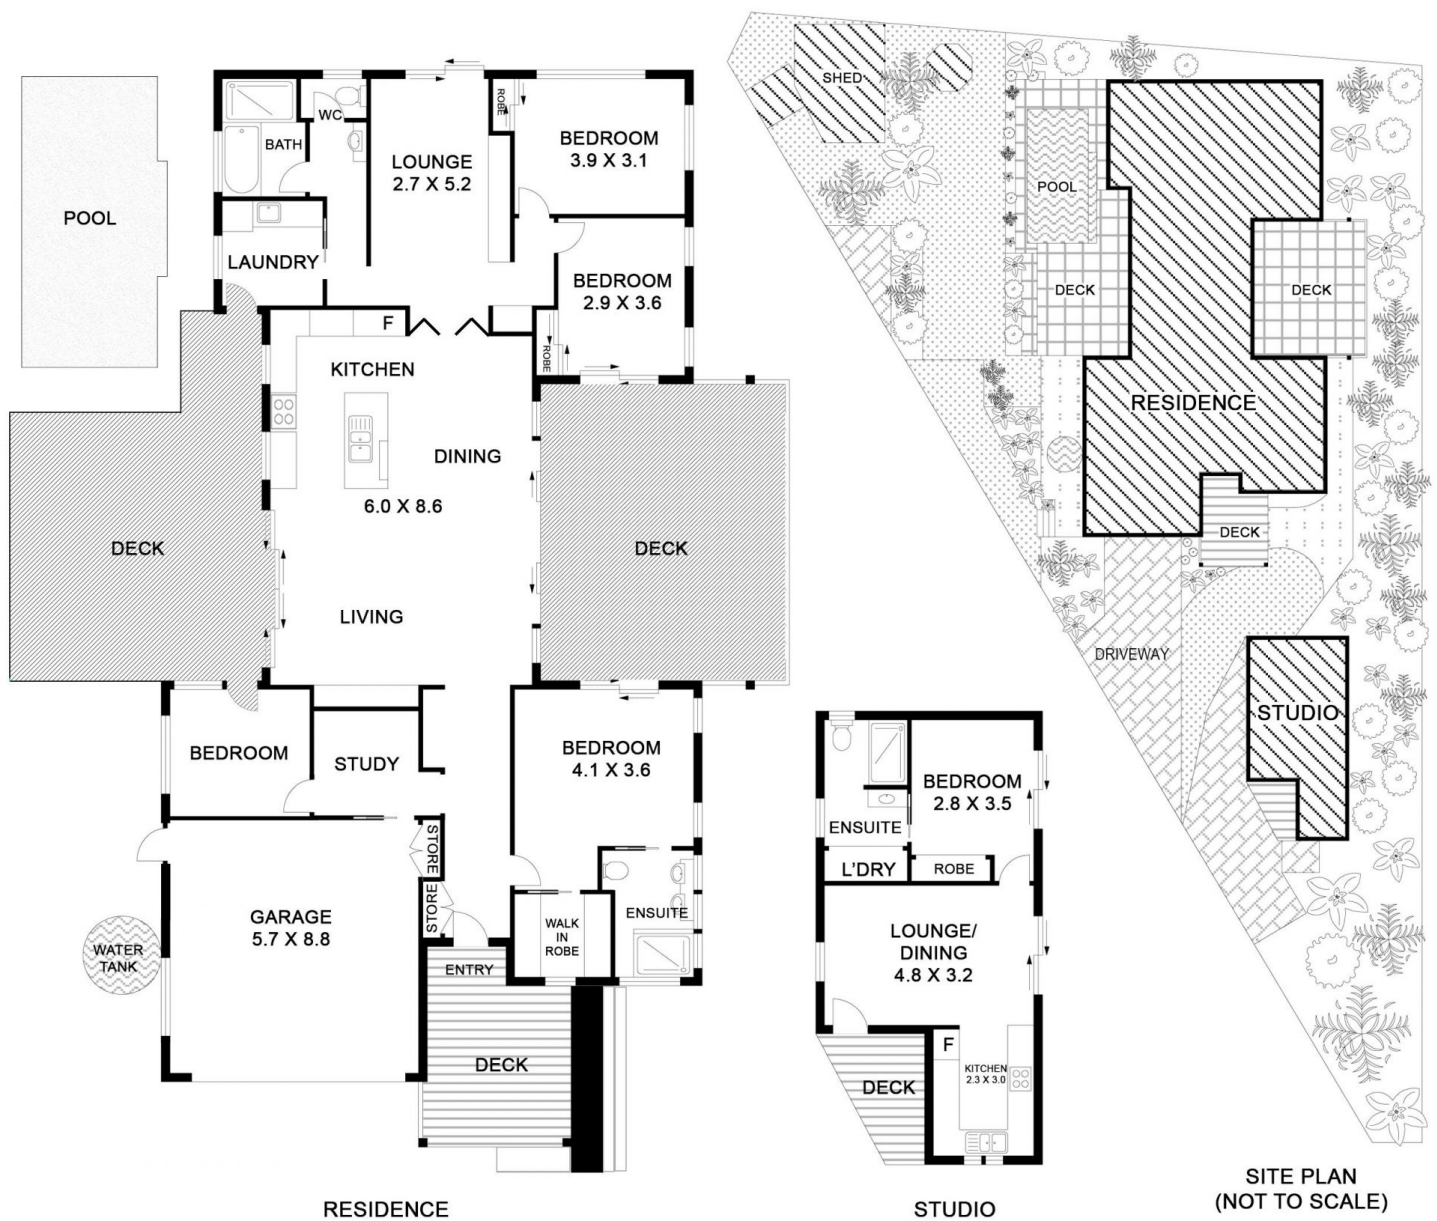 POOL
BATH
WC
LOUNGE
2.7 X 5.2
ROBE
BEDROOM
3.9 X 3.1
LAUNDRY
BEDROOM
2.9 X 3.6
ROBE
F
KITCHEN
DINING
6.0 X 8.6
LIVING
DECK
DECK
BEDROOM
STUDY
BEDROOM
4.1 X 3.6
STORE
STORE
GARAGE
5.7 X 8.8
WATER
TANK
WALK
IN
ROBE
ENSUITE
ENTRY
DECK
RESIDENCE
BEDROOM
2.8 X 3.5
ENSUITE
L'DRY
ROBE
LOUNGE/
DINING
4.8 X 3.2
F
KITCHEN
2.3 X 3.0
DECK
STUDIO
SHED
POOL
DECK
DECK
RESIDENCE
DECK
DRIVEWAY
STUDIO
SITE PLAN
(NOT TO SCALE)